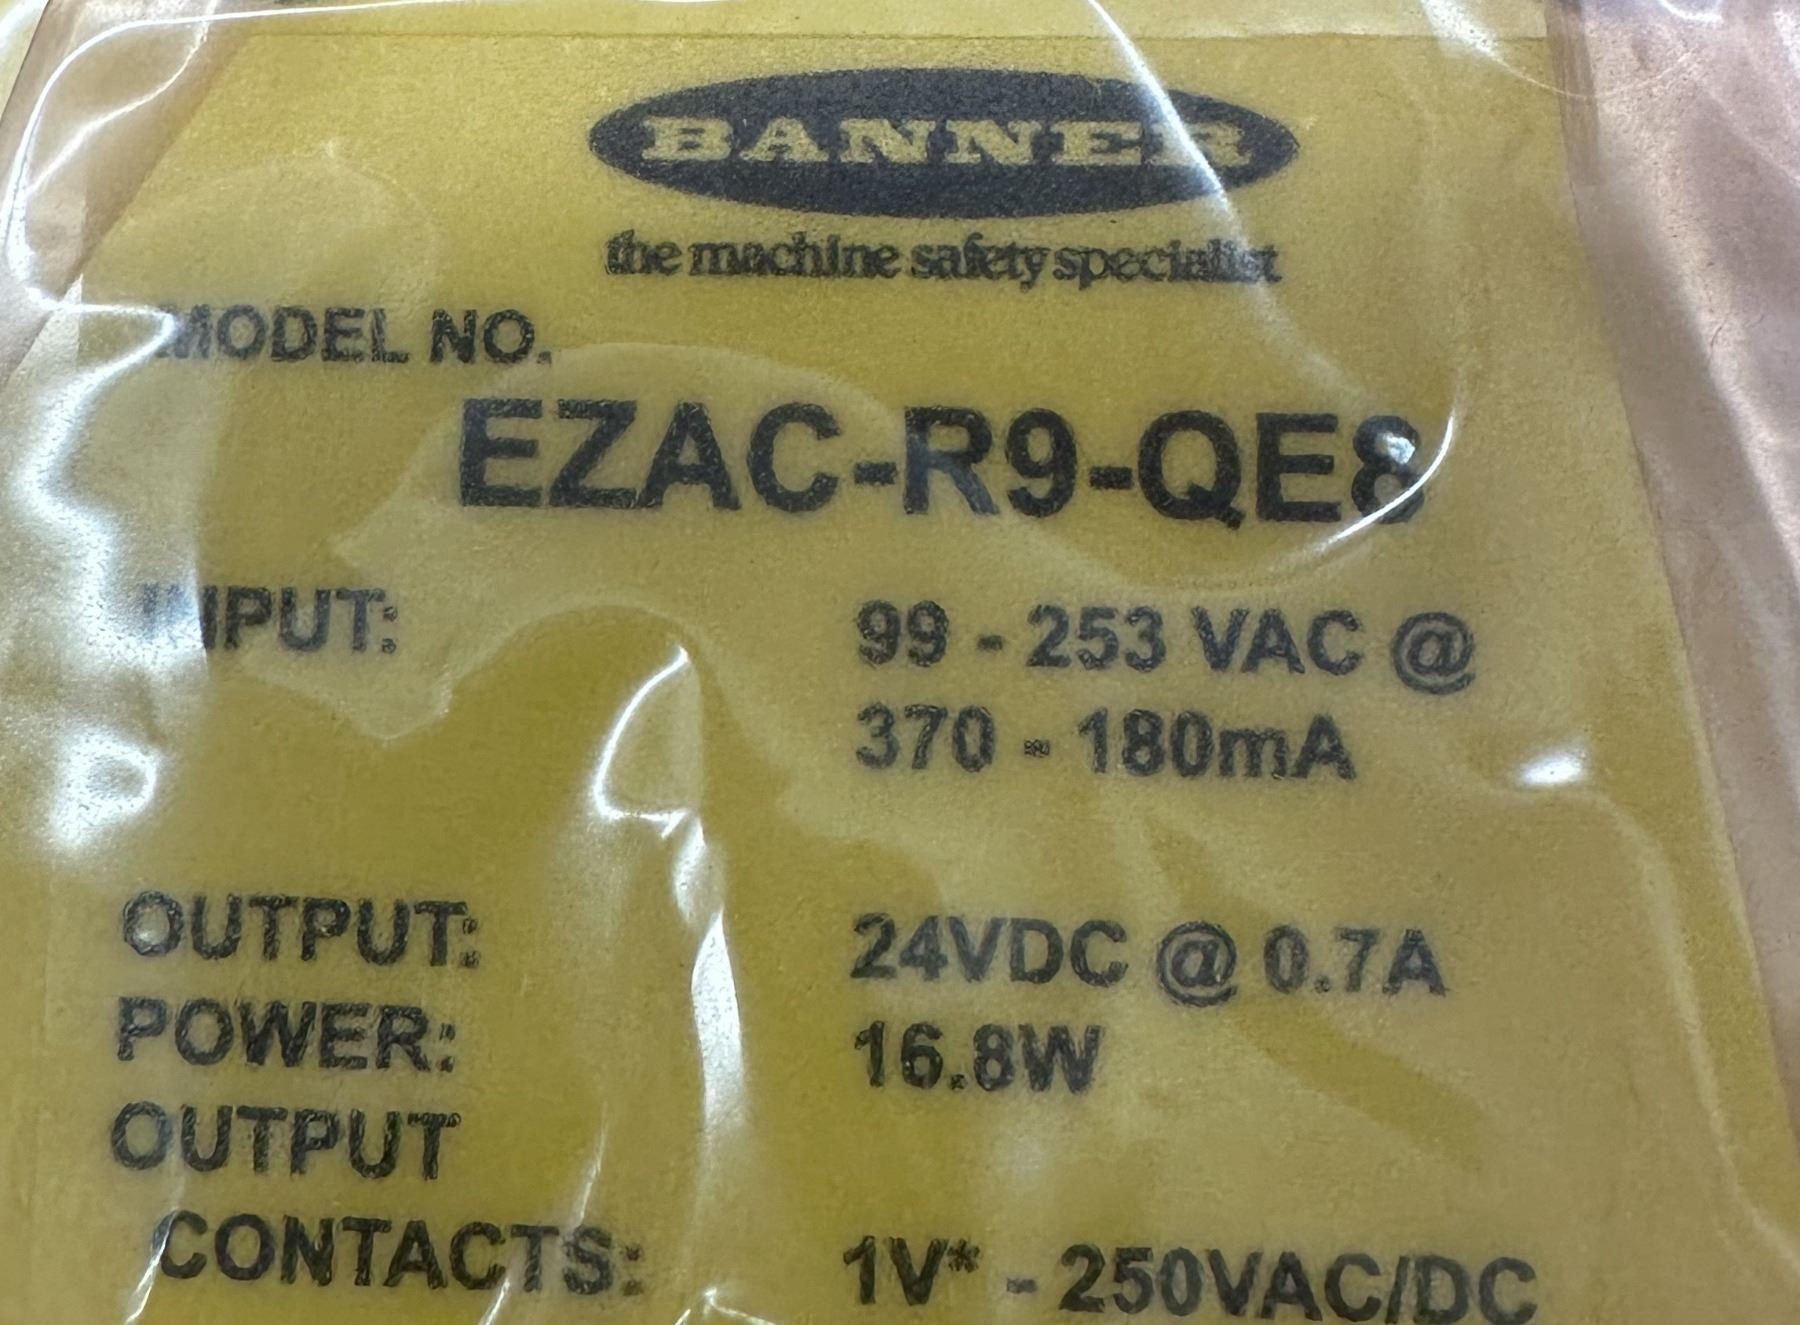 BANNER
the machine safety specialist
MODEL NO.
EZAC-R9-QE8
INPUT: 99 - 253 VAC @
370 - 180mA
OUTPUT: 24VDC @ 0.7A
POWER: 16.8W
OUTPUT
CONTACTS: 1V* - 250VAC/DC